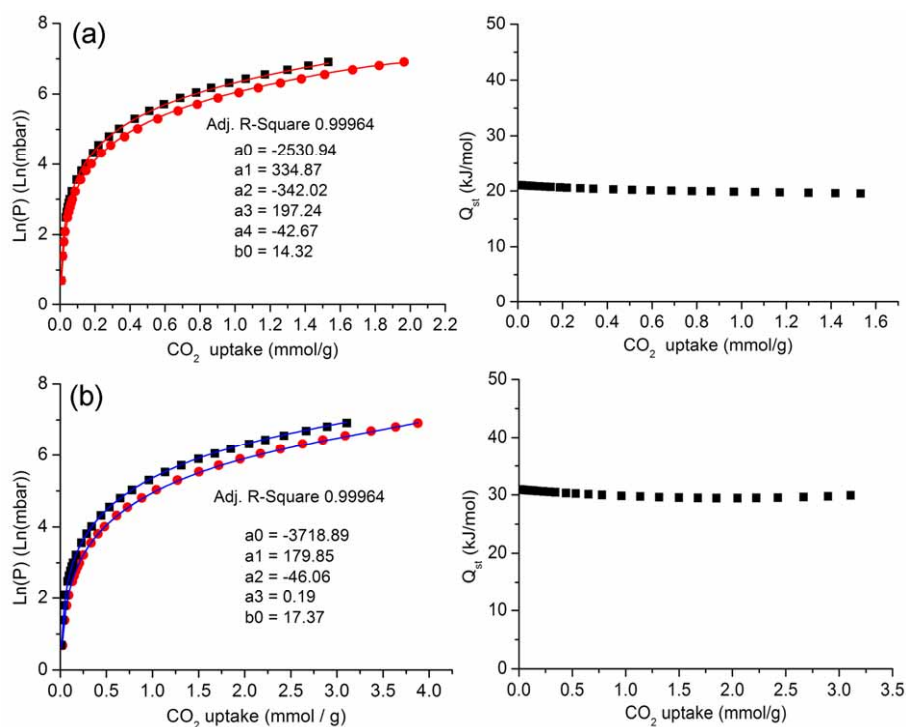 (a)
Ln(P) (Ln(mbar))
8
6
4
2
0
Adj. R-Square 0.99964
a0 = -2530.94
a1 = 334.87
a2 = -342.02
a3 = 197.24
a4 = -42.67
b0 = 14.32
0.0 0.2 0.4 0.6 0.8 1.0 1.2 1.4 1.6 1.8 2.0 2.2
CO2 uptake (mmol/g)
Qst (kJ/mol)
50
40
30
20
10
0
0.0 0.2 0.4 0.6 0.8 1.0 1.2 1.4 1.6
CO2 uptake (mmol/g)
(b)
Ln(P) (Ln(mbar))
8
6
4
2
0
Adj. R-Square 0.99964
a0 = -3718.89
a1 = 179.85
a2 = -46.06
a3 = 0.19
b0 = 17.37
0.0 0.5 1.0 1.5 2.0 2.5 3.0 3.5 4.0
CO2 uptake (mmol / g)
Qst (kJ/mol)
50
40
30
20
10
0
0.0 0.5 1.0 1.5 2.0 2.5 3.0 3.5
CO2 uptake (mmol/g)